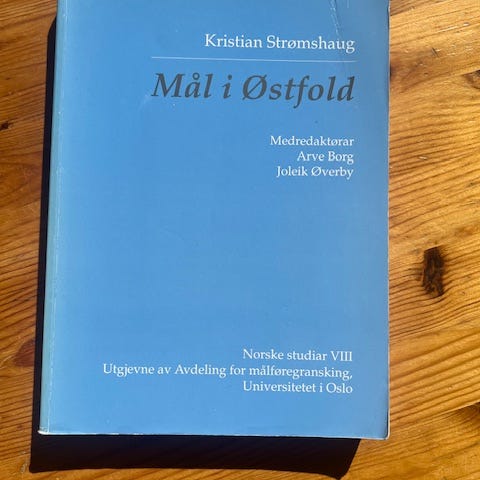 Kristian Strømshaug
Mål i Østfold
Medredaktørar
Arve Borg
Joleik Øverby
Norske studiar VIII
Utgjevne av Avdeling for målføregransking,
Universitetet i Oslo